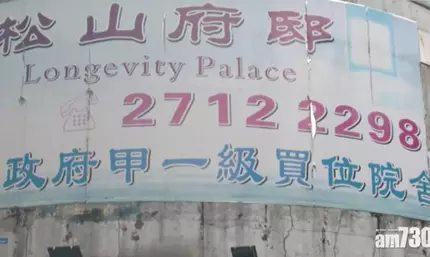 松山府邸
Longevity Palace
2712 2298
政府甲一級買位院舍
am730